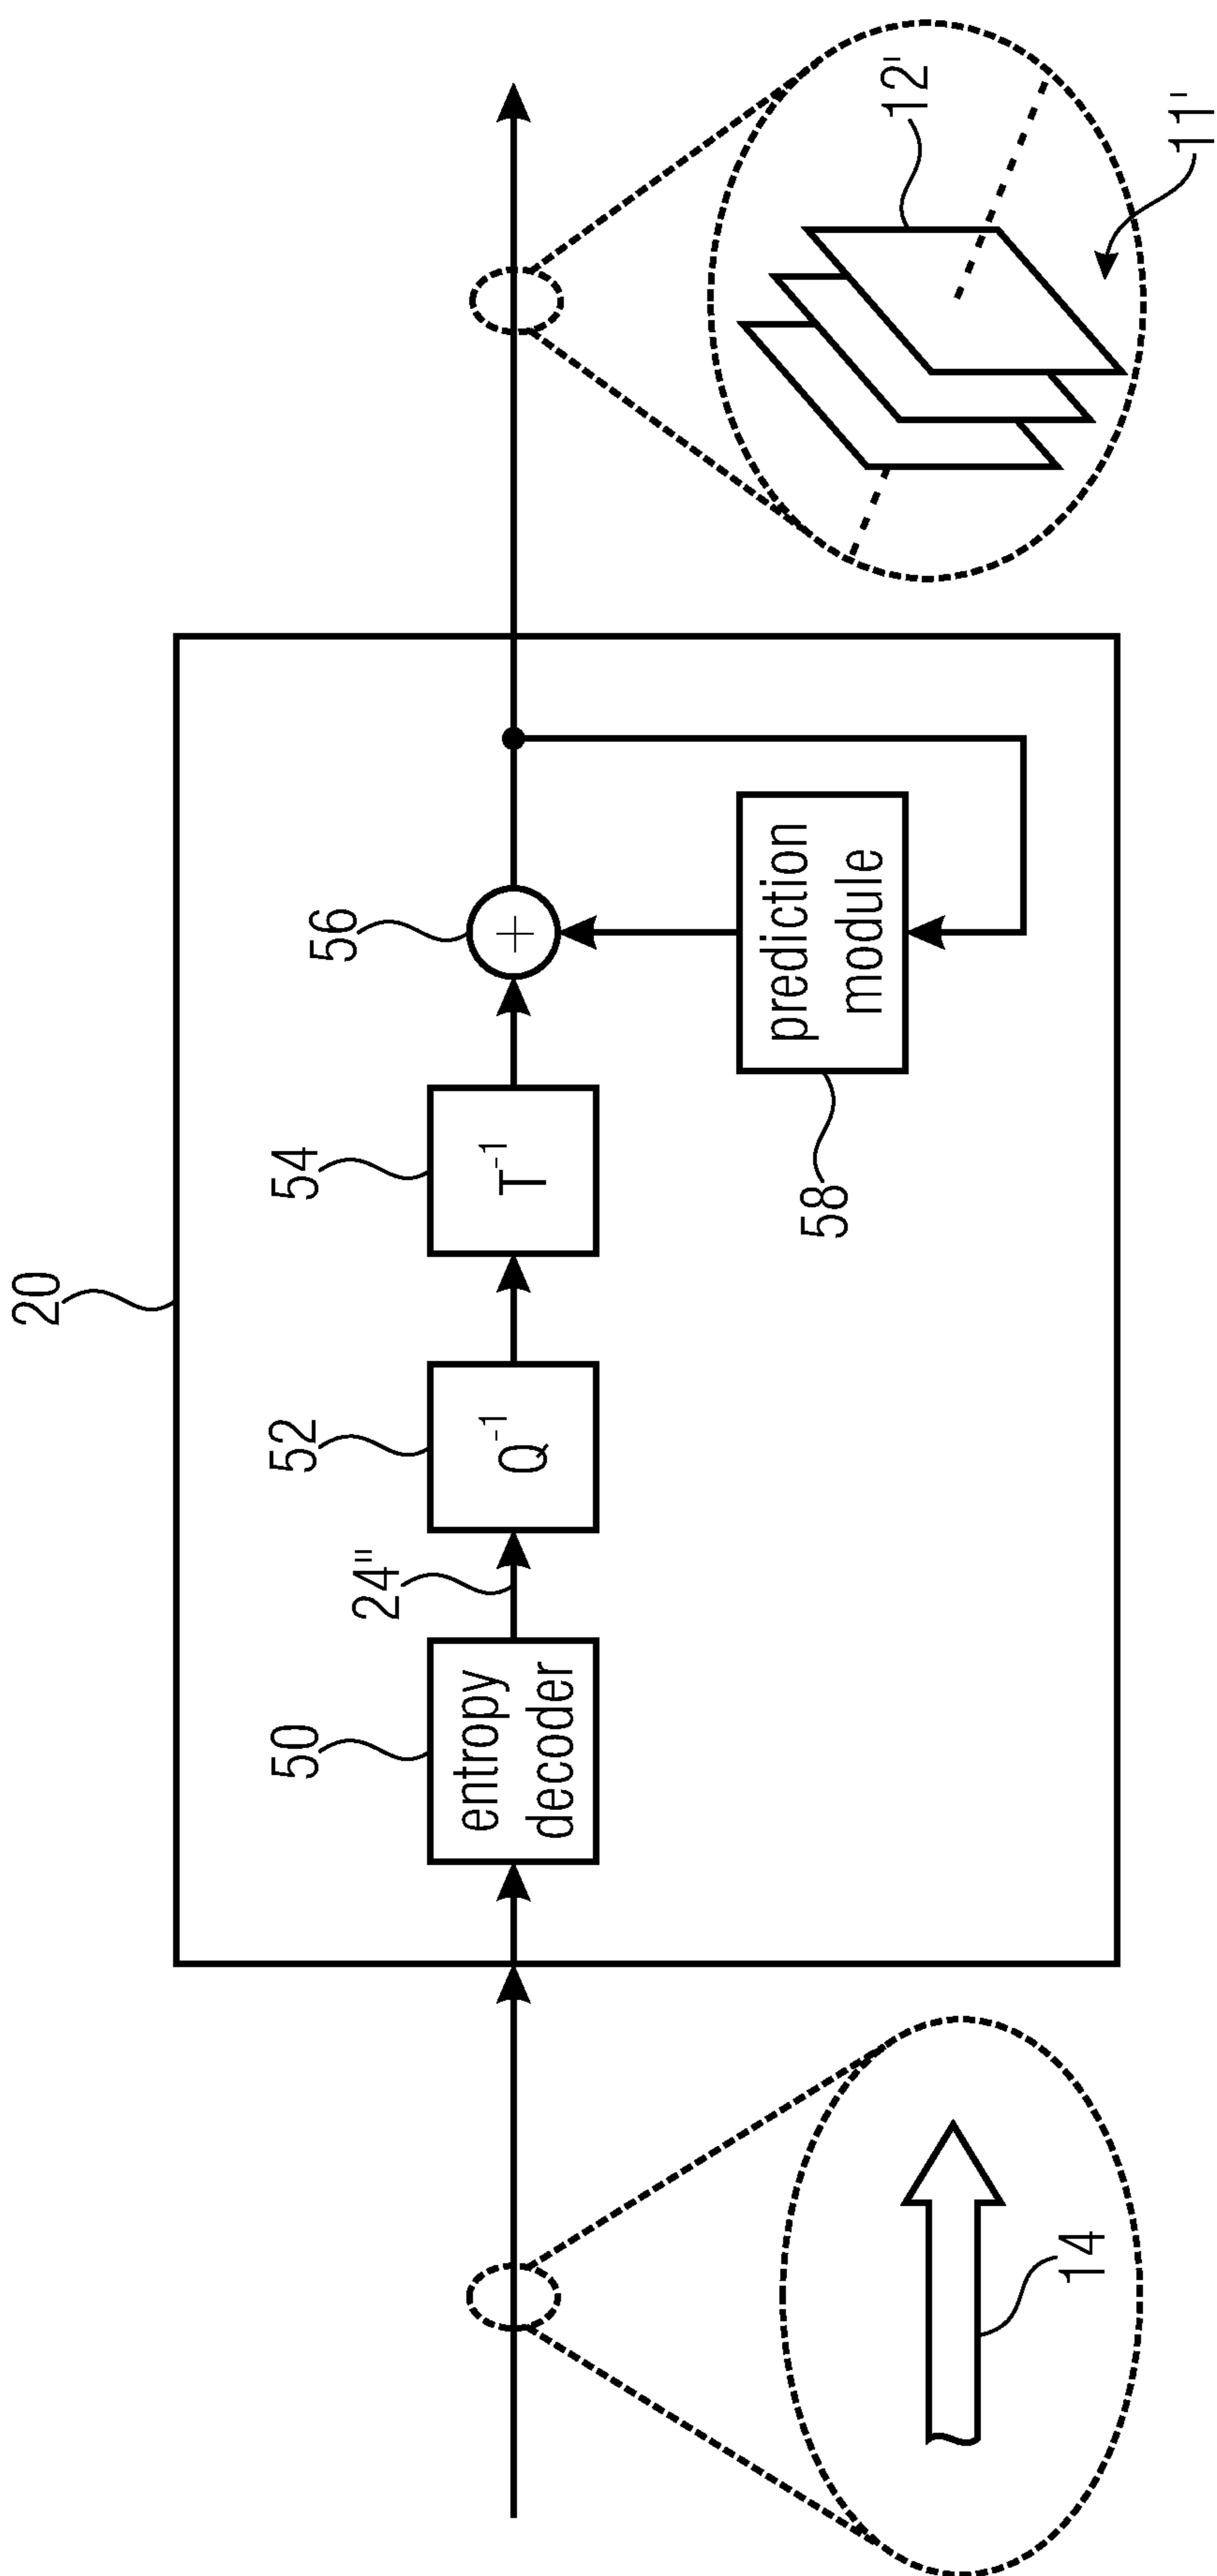 20
50
entropy
decoder
24"
52
Q⁻¹
54
T⁻¹
56
+
58
prediction
module
14
12'
11'